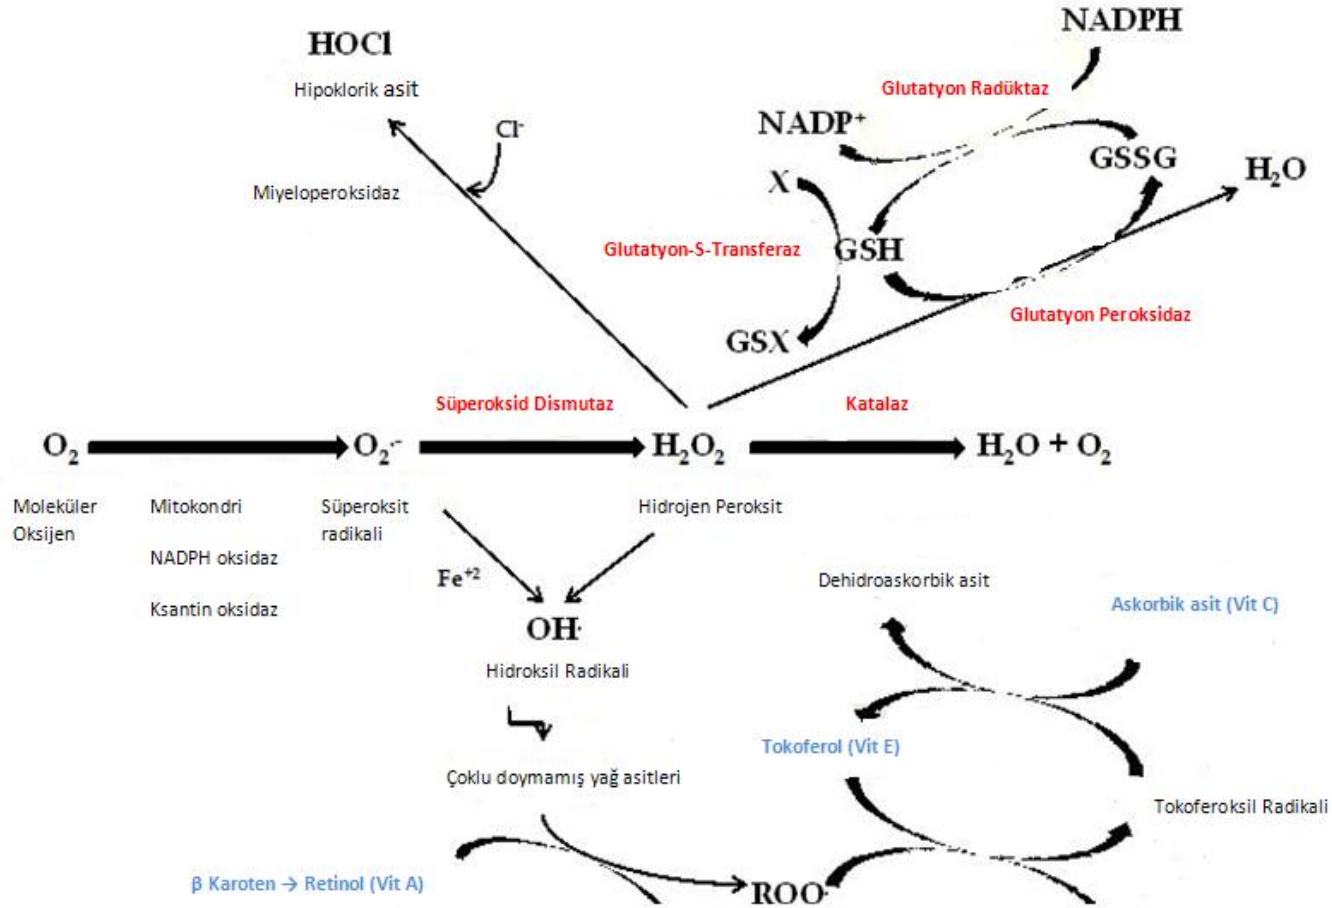 NADPH
HOCl
Hipoklorik asit
Glutatyon Radüktaz
NADP⁺
Cl⁻
GSSG
H₂O
X
Miyeloperoksidaz
Glutatyon-S-Transferaz
GSH
Glutatyon Peroksidaz
GSX
Süperoksid Dismutaz
Katalaz
O₂
O₂·⁻
H₂O₂
H₂O + O₂
Moleküler
Oksijen
Mitokondri
NADPH oksidaz
Ksantin oksidaz
Süperoksit
radikali
Hidrojen Peroksit
Fe⁺²
OH·
Hidroksil Radikali
Dehidroaskorbik asit
Askorbik asit (Vit C)
Tokoferol (Vit E)
Çoklu doymamış yağ asitleri
Tokoferoksil Radikali
β Karoten → Retinol (Vit A)
ROO·